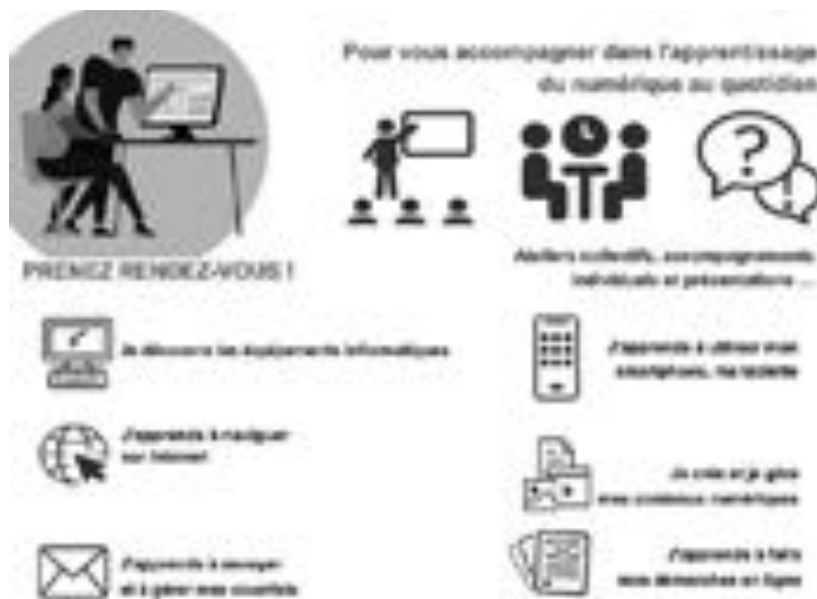 Pour vous accompagner dans l'apprentissage
du numérique au quotidien
PRENEZ RENDEZ-VOUS !
Ateliers collectifs, accompagnements
individuels et présentations ...
Je découvre les équipements informatiques
J'apprends à utiliser mon
smartphone, ma tablette
J'apprends à naviguer
sur Internet
Je crée et je gère
mes contenus numériques
J'apprends à envoyer
et à gérer mes courriels
J'apprends à faire
mes démarches en ligne